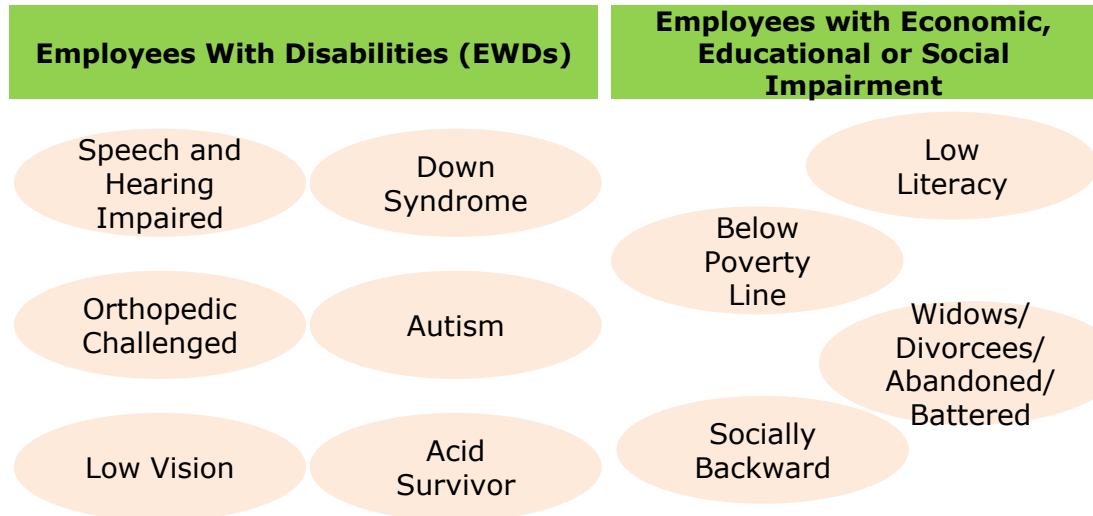 Employees With Disabilities (EWDs)
Employees with Economic,
Educational or Social
Impairment
Speech and
Hearing
Impaired
Down
Syndrome
Orthopedic
Challenged
Autism
Low Vision
Acid
Survivor
Low
Literacy
Below
Poverty
Line
Widows/
Divorcees/
Abandoned/
Battered
Socially
Backward